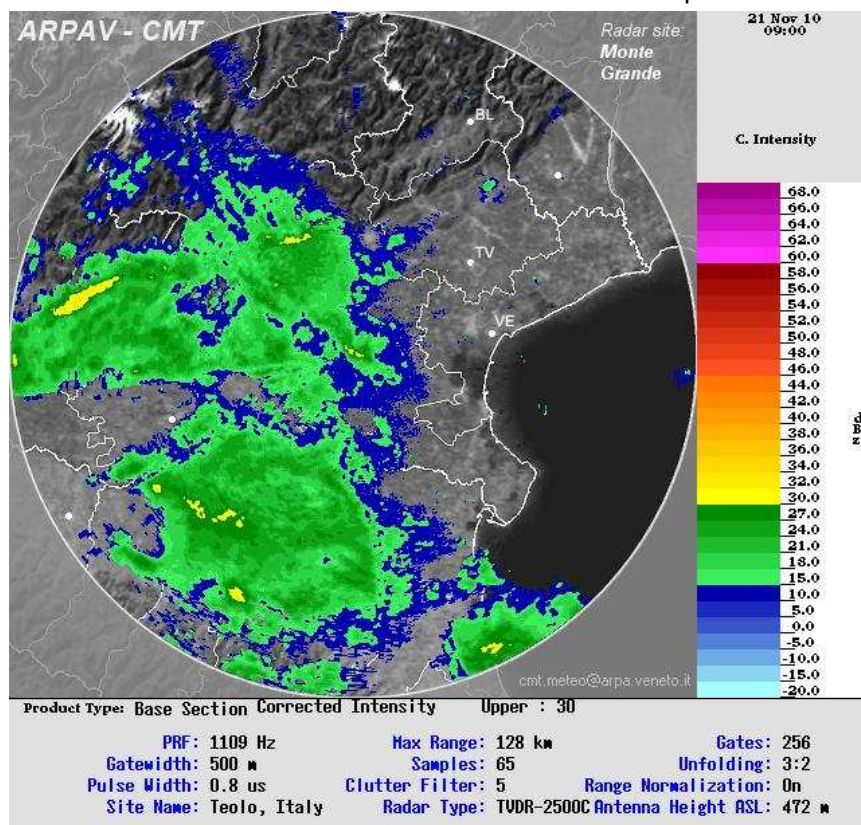 ARPAV - CMT
Radar site:
Monte
Grande
21 Nov 10
09:00
C. Intensity
BL
TV
VE
68.0
66.0
64.0
62.0
60.0
58.0
56.0
54.0
52.0
50.0
48.0
46.0
44.0
42.0
40.0
38.0
36.0
34.0
32.0
30.0
27.0
24.0
21.0
18.0
15.0
10.0
5.0
0.0
-5.0
-10.0
-15.0
-20.0
dBz
cmt.meteo@arpa.veneto.it
Product Type: Base Section Corrected Intensity Upper : 30
PRF: 1109 Hz Max Range: 128 km Gates: 256
Gatewidth: 500 m Samples: 65 Unfolding: 3:2
Pulse Width: 0.8 us Clutter Filter: 5 Range Normalization: On
Site Name: Teolo, Italy Radar Type: TVDR-2500C Antenna Height ASL: 472 m